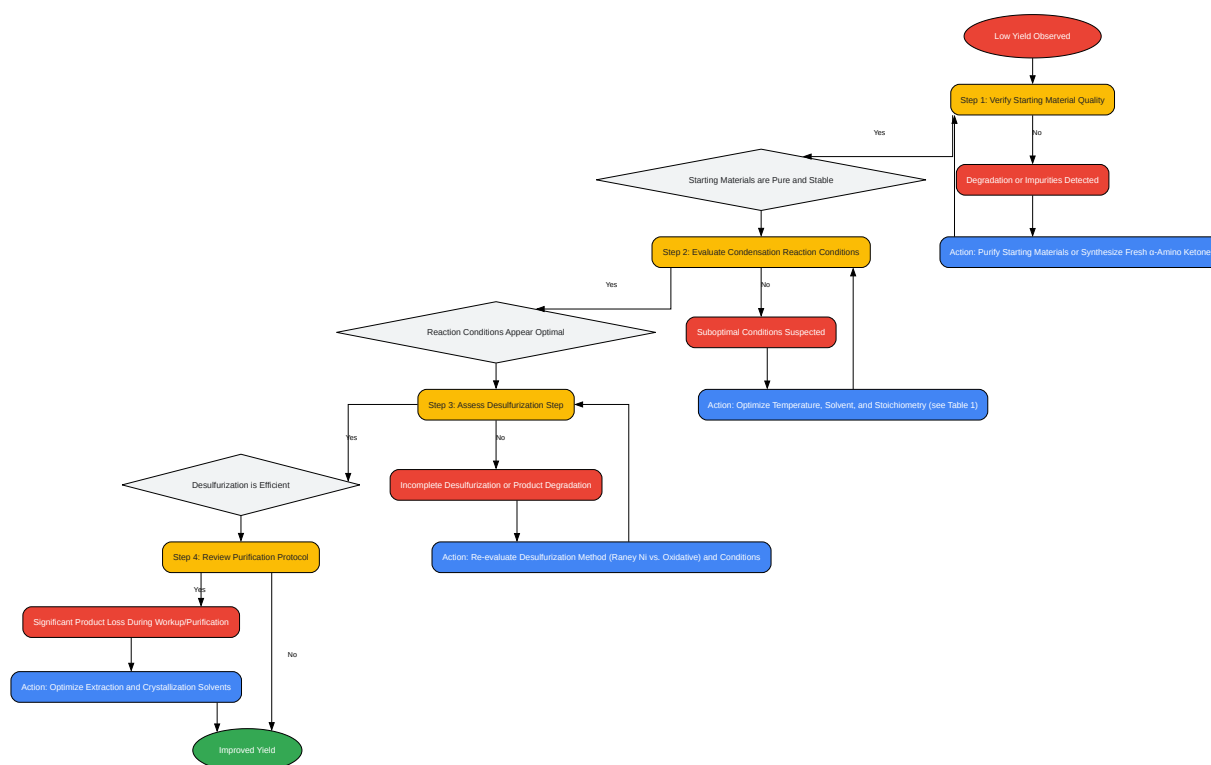 Low Yield Observed
Step 1: Verify Starting Material Quality
Yes
No
Starting Materials are Pure and Stable
Degradation or Impurities Detected
Step 2: Evaluate Condensation Reaction Conditions
Action: Purify Starting Materials or Synthesize Fresh α-Amino Ketone
Yes
No
Reaction Conditions Appear Optimal
Suboptimal Conditions Suspected
Step 3: Assess Desulfurization Step
Action: Optimize Temperature, Solvent, and Stoichiometry (see Table 1)
Yes
No
Desulfurization is Efficient
Incomplete Desulfurization or Product Degradation
Step 4: Review Purification Protocol
Action: Re-evaluate Desulfurization Method (Raney Ni vs. Oxidative) and Conditions
Yes
Significant Product Loss During Workup/Purification
No
Action: Optimize Extraction and Crystallization Solvents
Improved Yield